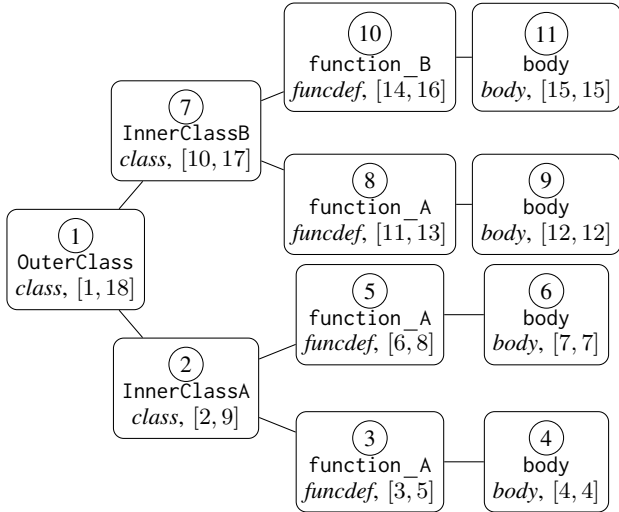 10
function_B
funcdef, [14, 16]
11
body
body, [15, 15]
7
InnerClassB
class, [10, 17]
8
function_A
funcdef, [11, 13]
9
body
body, [12, 12]
1
OuterClass
class, [1, 18]
5
function_A
funcdef, [6, 8]
6
body
body, [7, 7]
2
InnerClassA
class, [2, 9]
3
function_A
funcdef, [3, 5]
4
body
body, [4, 4]